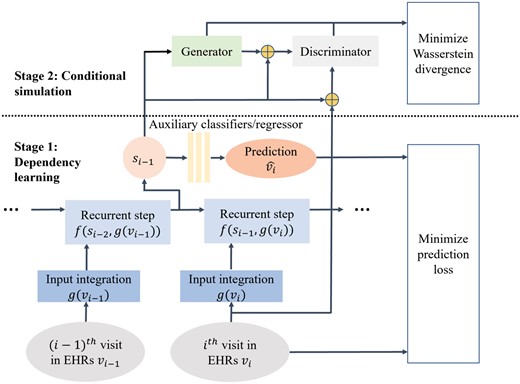 Generator
Discriminator
Minimize
Wasserstein
divergence
Stage 2: Conditional
simulation
Auxiliary classifiers/regressor
Stage 1:
Dependency
learning
s_{i−1}
Prediction
\hat{v_i}
...
Recurrent step
f(s_{i−2}, g(v_{i−1}))
Recurrent step
f(s_{i−1}, g(v_i))
...
Minimize
prediction
loss
Input integration
g(v_{i−1})
Input integration
g(v_i)
(i − 1)^{th} visit
in EHRs v_{i−1}
i^{th} visit in
EHRs v_i